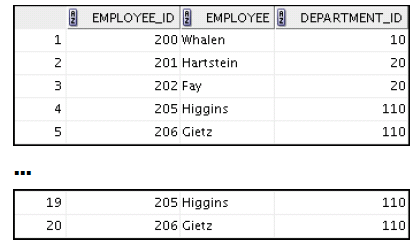 EMPLOYEE_ID EMPLOYEE DEPARTMENT_ID
1 200 Whalen 10
2 201 Hartstein 20
3 202 Fay 20
4 205 Higgins 110
5 206 Gietz 110
...
19 205 Higgins 110
20 206 Gietz 110